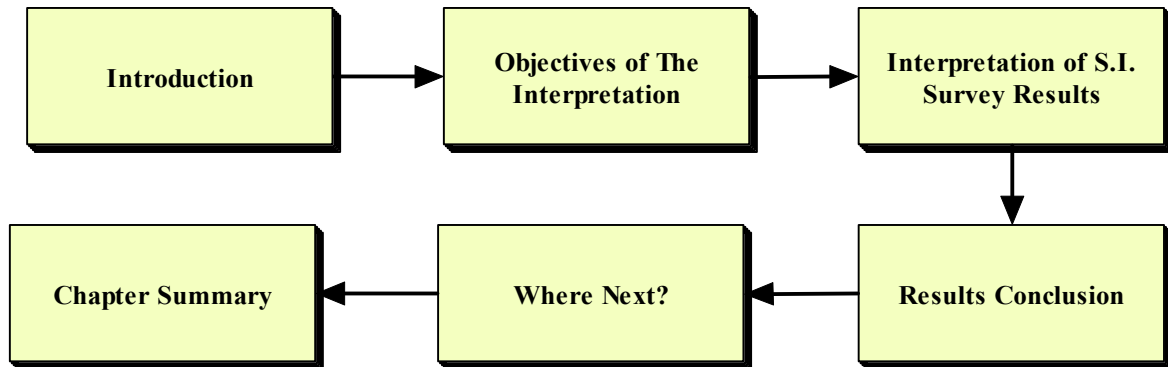 Introduction
Objectives of The
Interpretation
Interpretation of S.I.
Survey Results
Results Conclusion
Where Next?
Chapter Summary